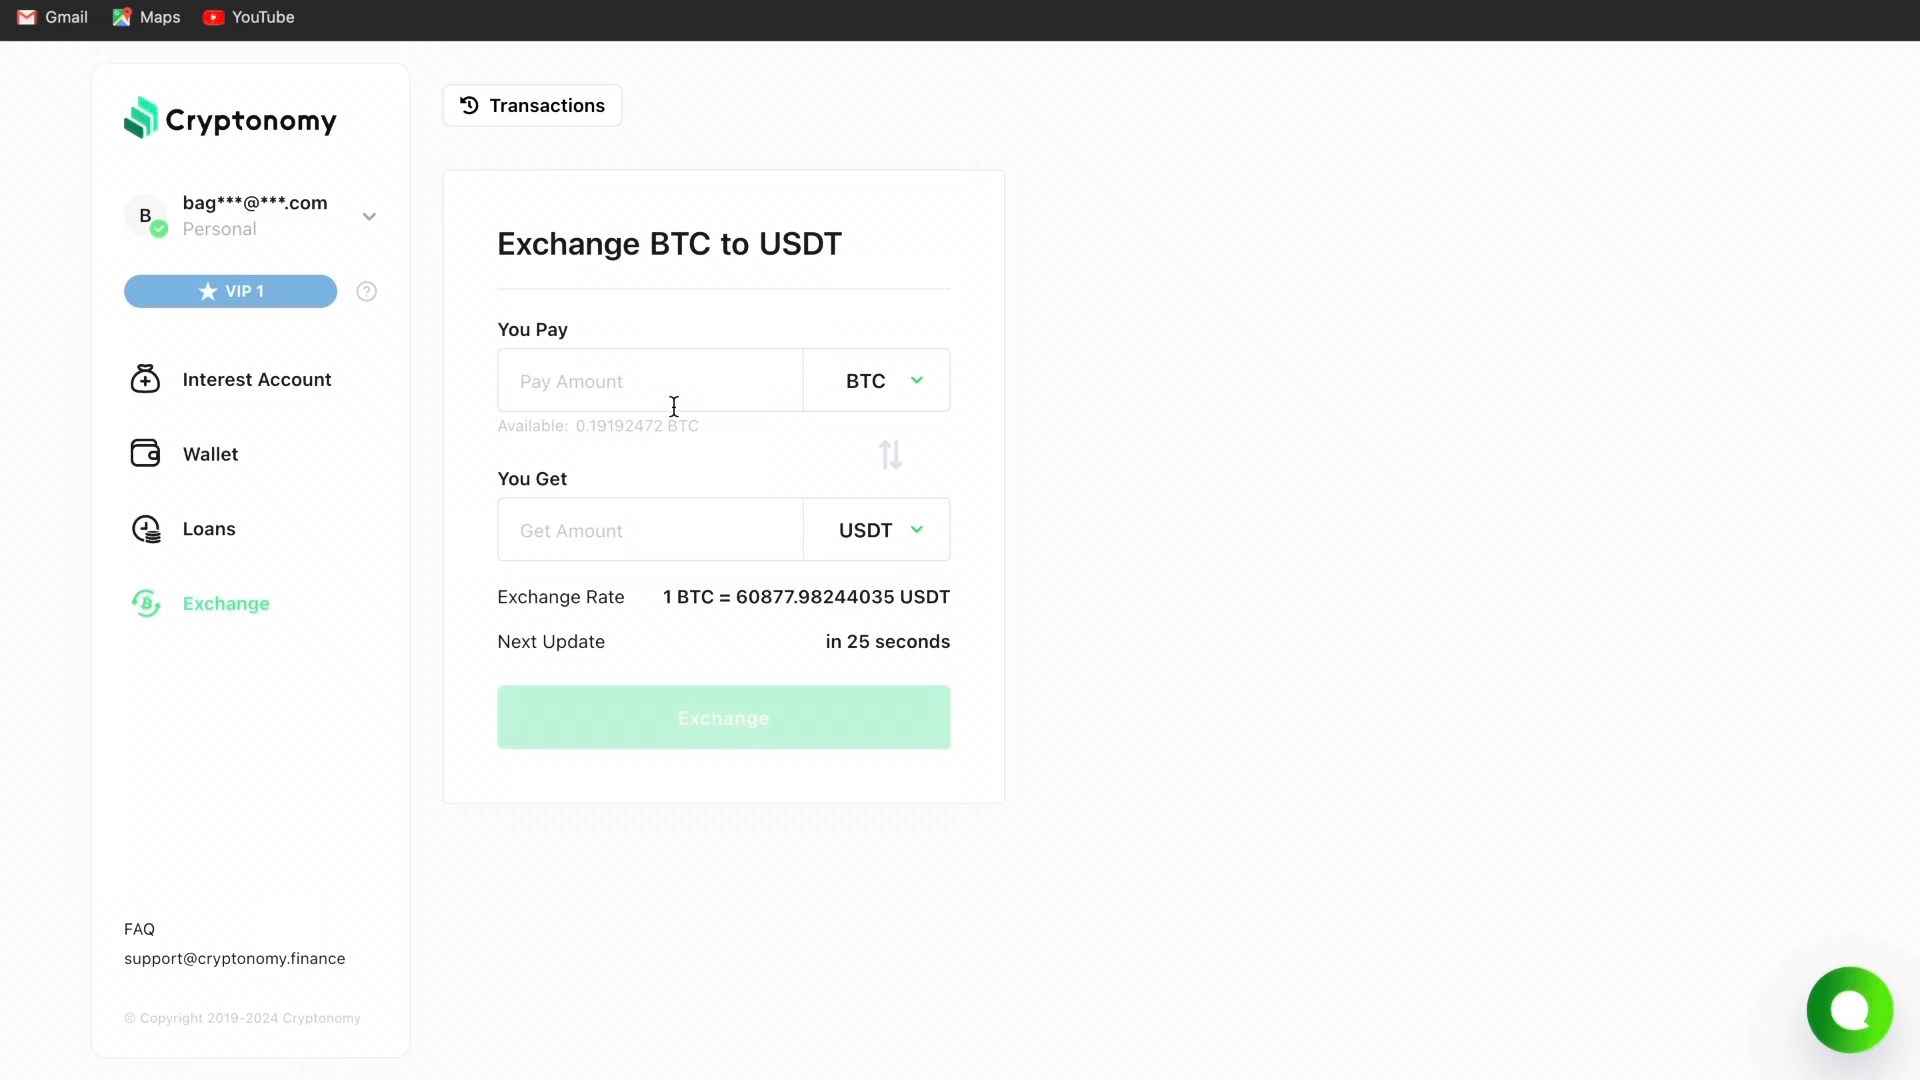 Gmail Maps YouTube
Cryptonomy
B
bag***@***.com
Personal
VIP 1
?
Interest Account
Wallet
Loans
Exchange
FAQ
support@cryptonomy.finance
© Copyright 2019-2024 Cryptonomy
Transactions
Exchange BTC to USDT
You Pay
Pay Amount BTC
Available: 0.19192472 BTC
You Get
Get Amount USDT
Exchange Rate 1 BTC = 60877.98244035 USDT
Next Update in 25 seconds
Exchange